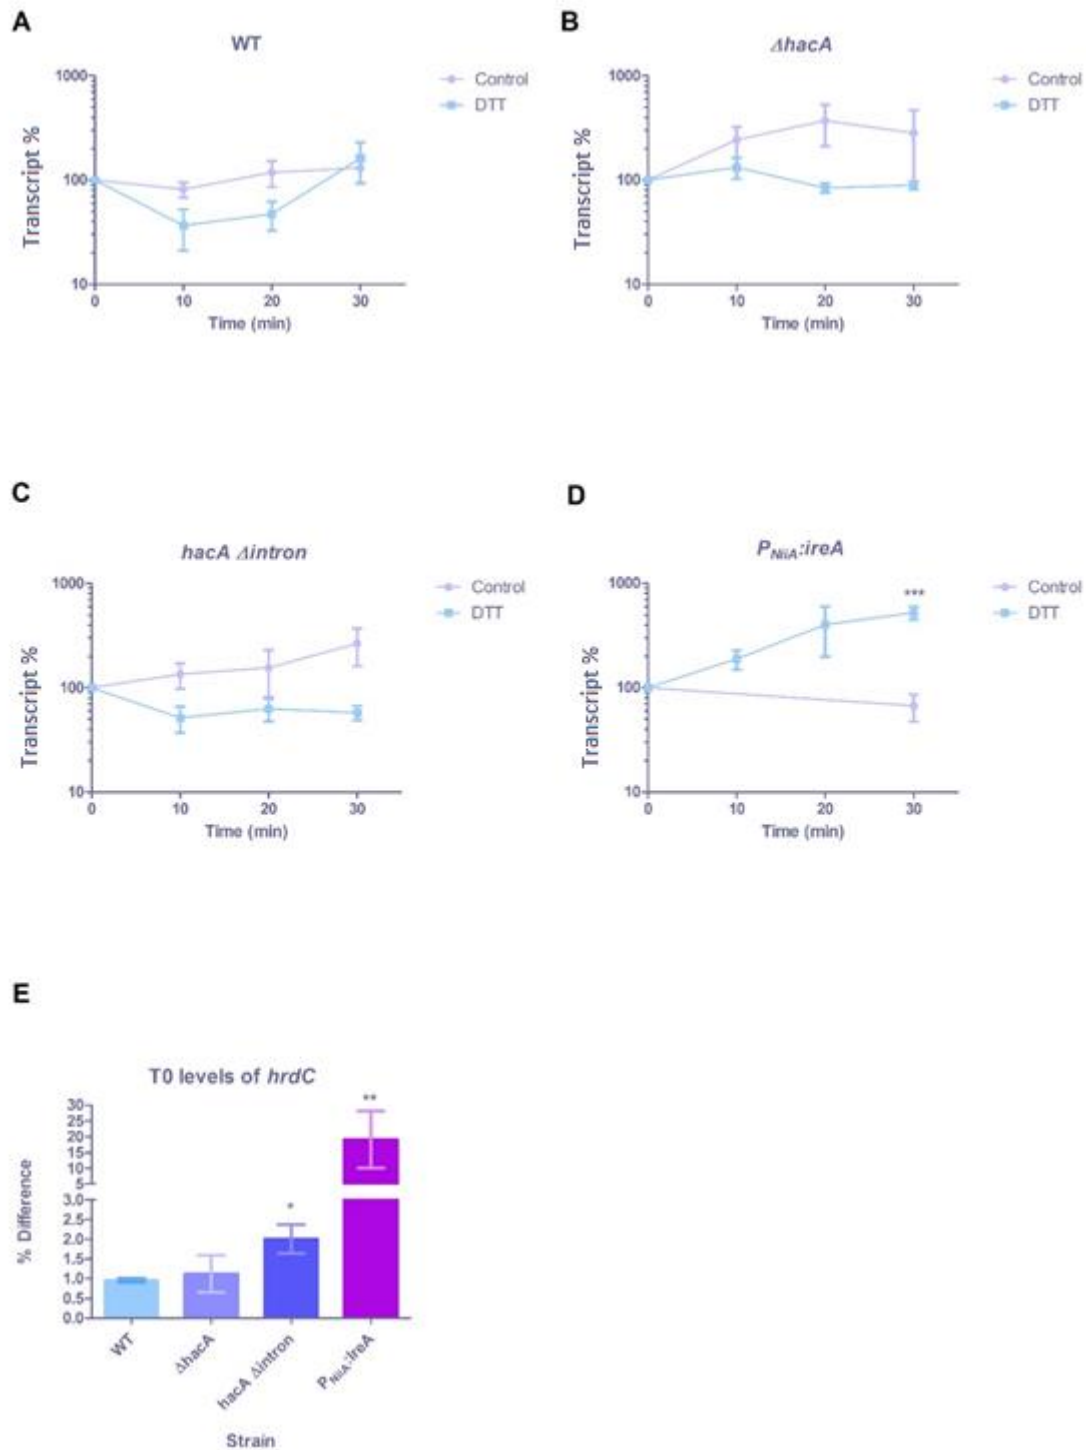 A
WT
1000
100
10
Transcript %
0 10 20 30
Time (min)
Control
DTT
B
ΔhacA
1000
100
10
Transcript %
0 10 20 30
Time (min)
Control
DTT
C
hacA Δintron
1000
100
10
Transcript %
0 10 20 30
Time (min)
Control
DTT
D
PNiiA:ireA
1000
100
10
Transcript %
0 10 20 30
Time (min)
Control
DTT
***
E
T0 levels of hrdC
% Difference
30
25
20
15
10
5
3.0
2.5
2.0
1.5
1.0
0.5
0.0
*
**
WT
ΔhacA
hacA Δintron
PNiiA:IreA
Strain